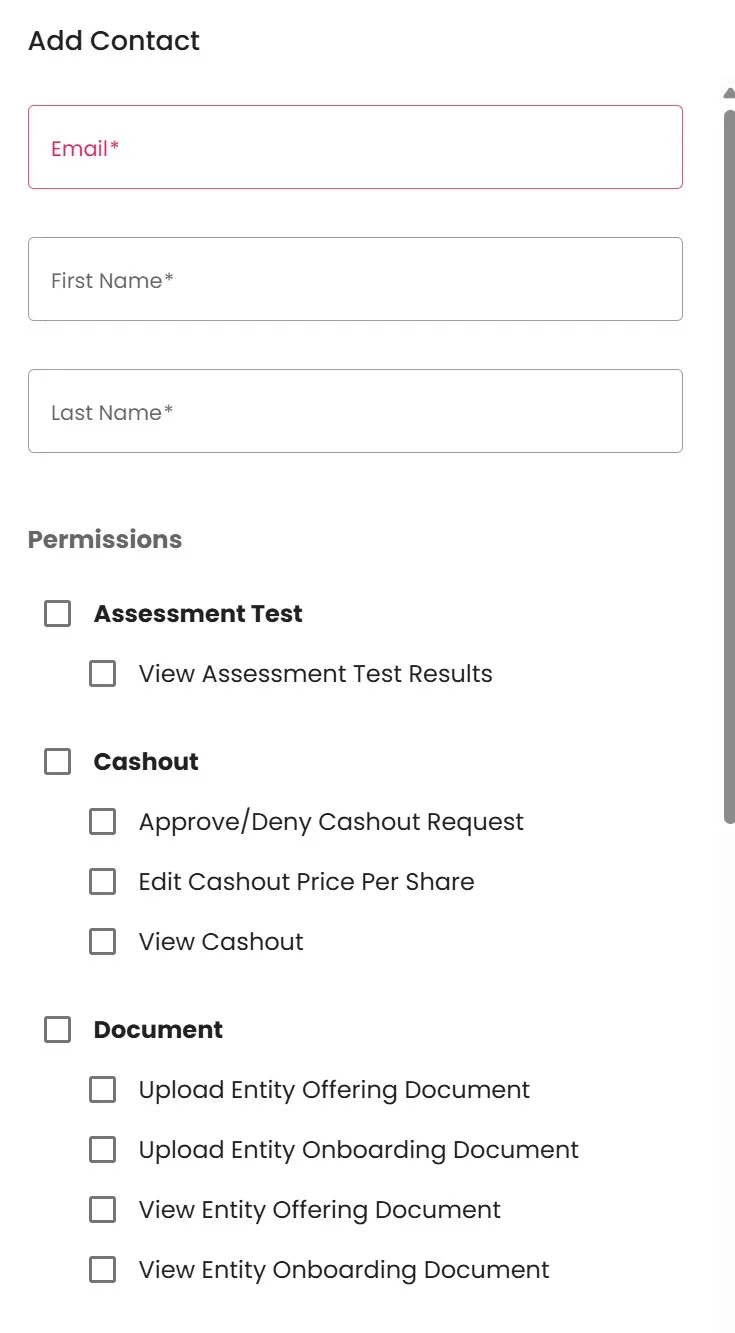 Add Contact
Email*
First Name*
Last Name*
Permissions
Assessment Test
View Assessment Test Results
Cashout
Approve/Deny Cashout Request
Edit Cashout Price Per Share
View Cashout
Document
Upload Entity Offering Document
Upload Entity Onboarding Document
View Entity Offering Document
View Entity Onboarding Document